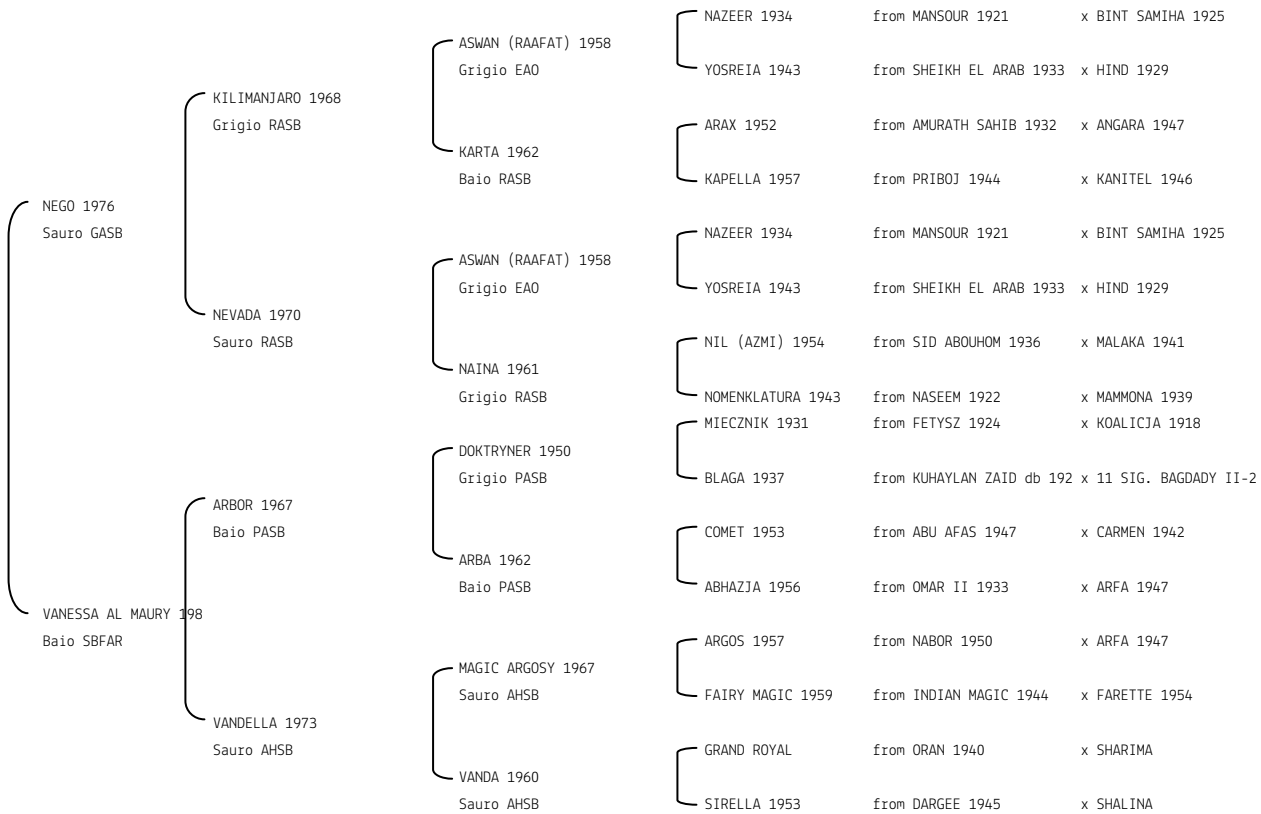 NAZEER 1934 from MANSOUR 1921 x BINT SAMIHA 1925
ASWAN (RAAFAT) 1958
Grigio EAO YOSREIA 1943 from SHEIKH EL ARAB 1933 x HIND 1929
KILIMANJARO 1968
Grigio RASB ARAX 1952 from AMURATH SAHIB 1932 x ANGARA 1947
KARTA 1962
Baio RASB KAPELLA 1957 from PRIBOJ 1944 x KANITEL 1946
NEGO 1976
Sauro GASB NAZEER 1934 from MANSOUR 1921 x BINT SAMIHA 1925
ASWAN (RAAFAT) 1958
Grigio EAO YOSREIA 1943 from SHEIKH EL ARAB 1933 x HIND 1929
NEVADA 1970
Sauro RASB NIL (AZMI) 1954 from SID ABOUHOM 1936 x MALAKA 1941
NAINA 1961
Grigio RASB NOMENKLATURA 1943 from NASEEM 1922 x MAMMONA 1939
MIECZNIK 1931 from FETYSZ 1924 x KOALICJA 1918
DOKTRYNER 1950
Grigio PASB BLAGA 1937 from KUHAYLAN ZAID db 192 x 11 SIG. BAGDADY II-2
ARBOR 1967
Baio PASB COMET 1953 from ABU AFAS 1947 x CARMEN 1942
ARBA 1962
Baio PASB ABHAZJA 1956 from OMAR II 1933 x ARFA 1947
VANESSA AL MAURY 198
Baio SBFAR ARGOS 1957 from NABOR 1950 x ARFA 1947
MAGIC ARGOSY 1967
Sauro AHSB FAIRY MAGIC 1959 from INDIAN MAGIC 1944 x FARETTE 1954
VANDELLA 1973
Sauro AHSB GRAND ROYAL from ORAN 1940 x SHARIMA
VANDA 1960
Sauro AHSB SIRELLA 1953 from DARGEE 1945 x SHALINA